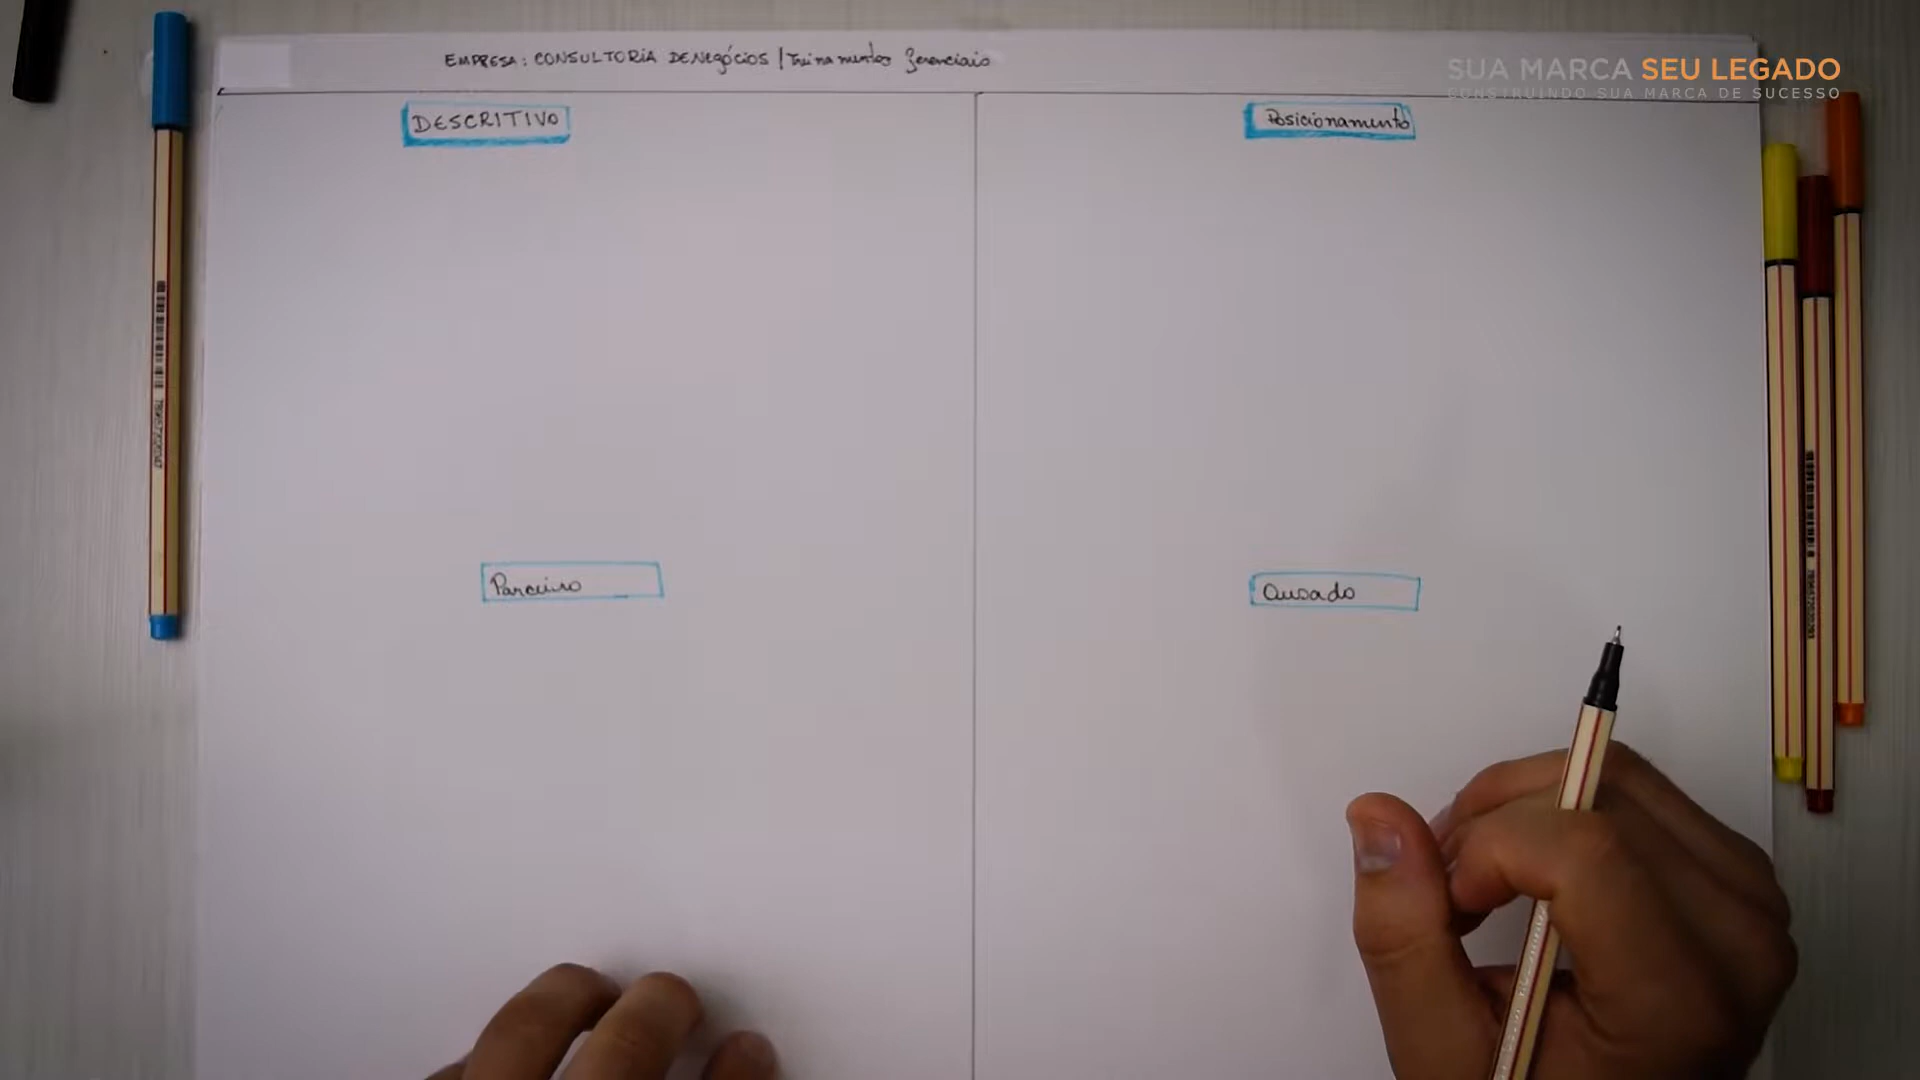 EMPRESA: CONSULTORIA DE NEGÓCIOS | Treinamentos Gerenciais
SUA MARCA SEU LEGADO
CONSTRUINDO SUA MARCA DE SUCESSO
DESCRITIVO
Posicionamento
Parceiro
Ousado